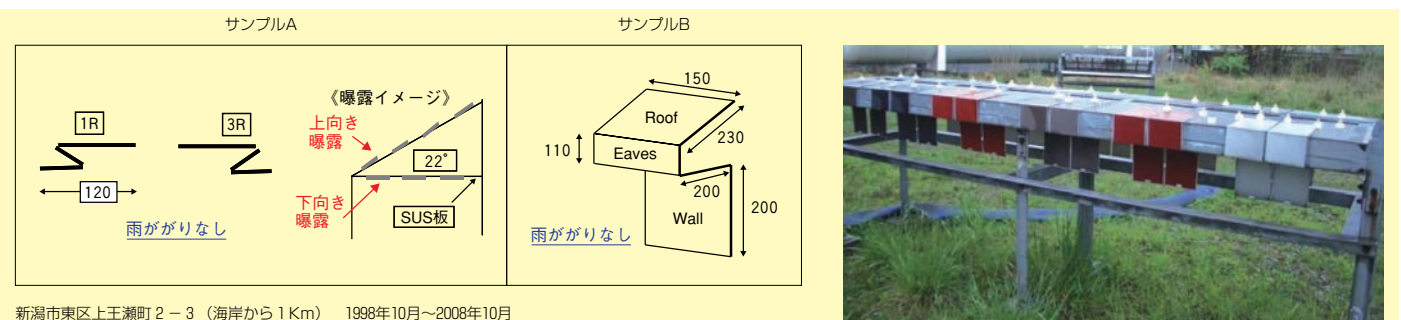 サンプルA
サンプルB
1R
3R
120
雨ががりなし
《曝露イメージ》
上向き
曝露
22°
下向き
曝露
SUS板
150
Roof
230
110
Eaves
200
Wall
200
雨ががりなし
新潟市東区上王瀬町2－3（海岸から1Km）　1998年10月～2008年10月